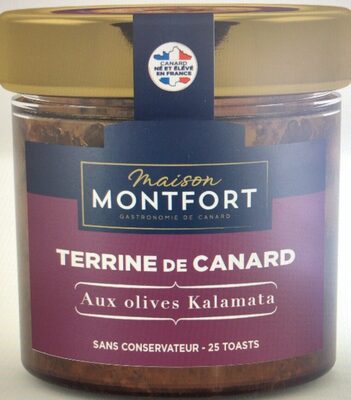 CANARD
NÉ ET ÉLEVÉ
EN FRANCE
Maison
MONTFORT
GASTRONOMIE DE CANARD
TERRINE DE CANARD
Aux olives Kalamata
SANS CONSERVATEUR - 25 TOASTS